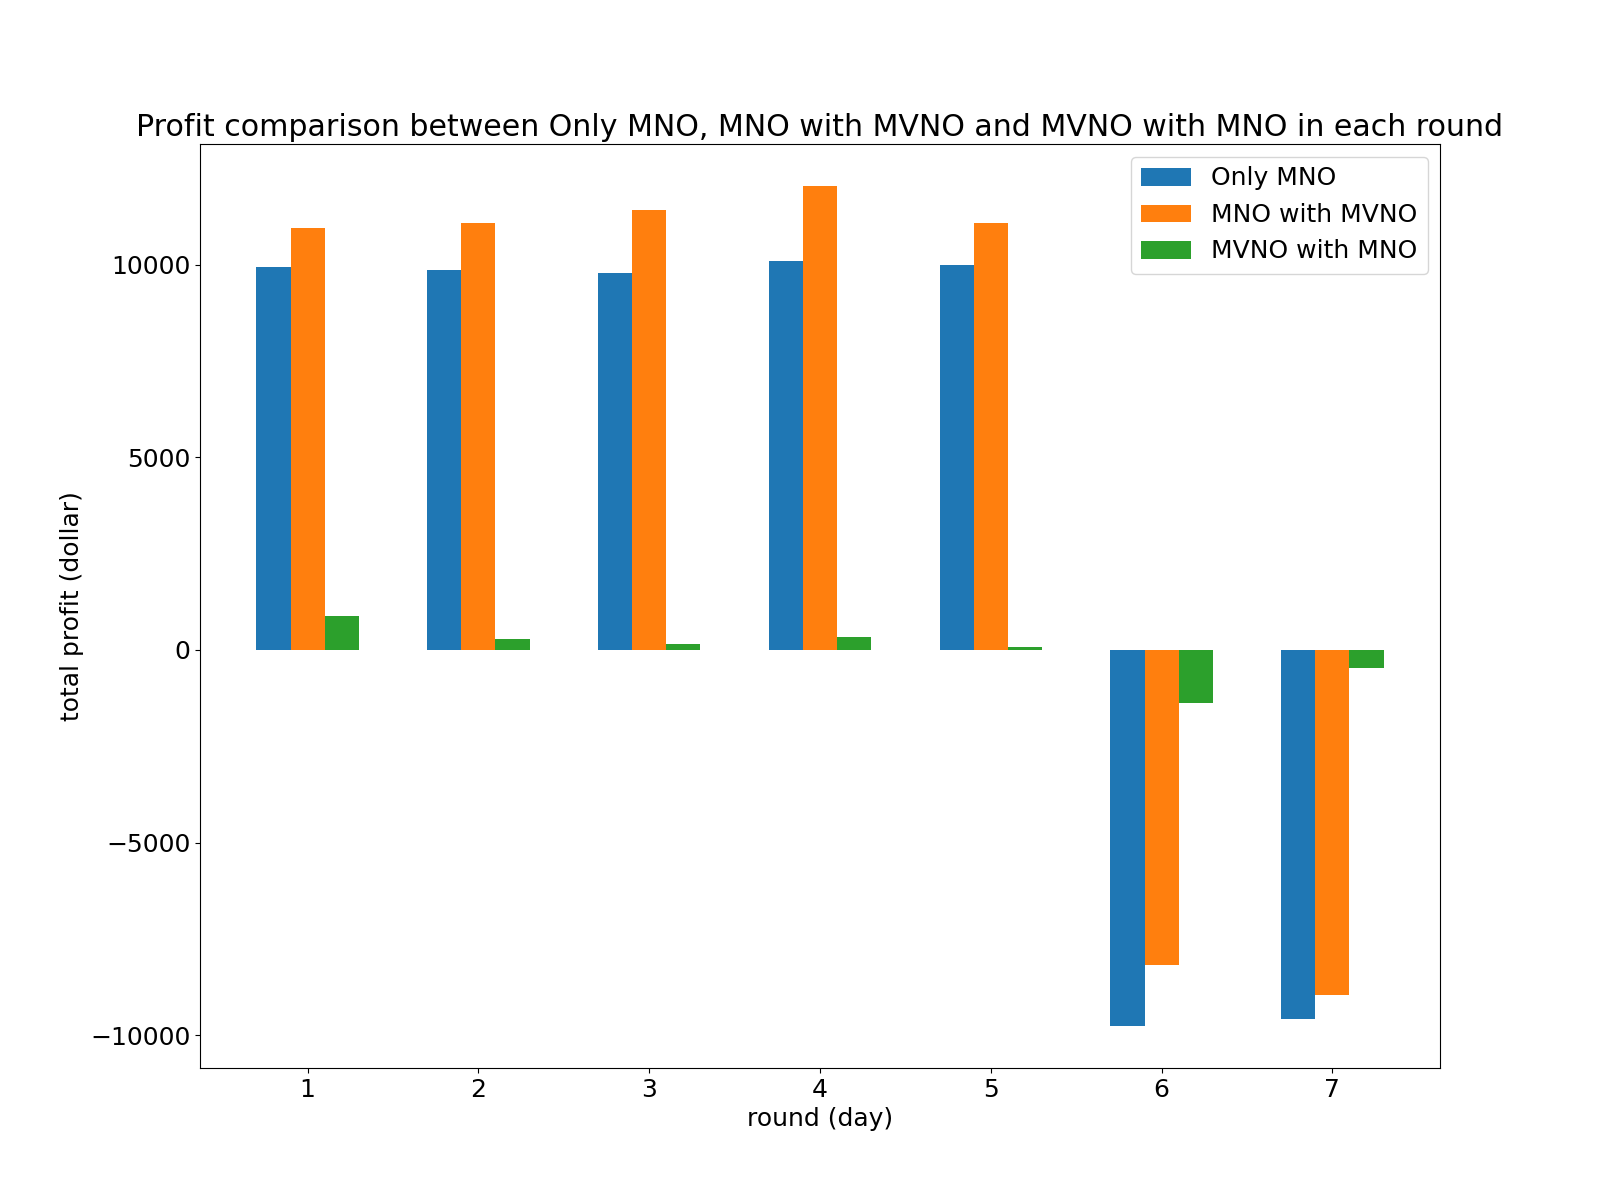 Profit comparison between Only MNO, MNO with MVNO and MVNO with MNO in each round
Only MNO
MNO with MVNO
MVNO with MNO
10000
5000
0
−5000
−10000
total profit (dollar)
1 2 3 4 5 6 7
round (day)